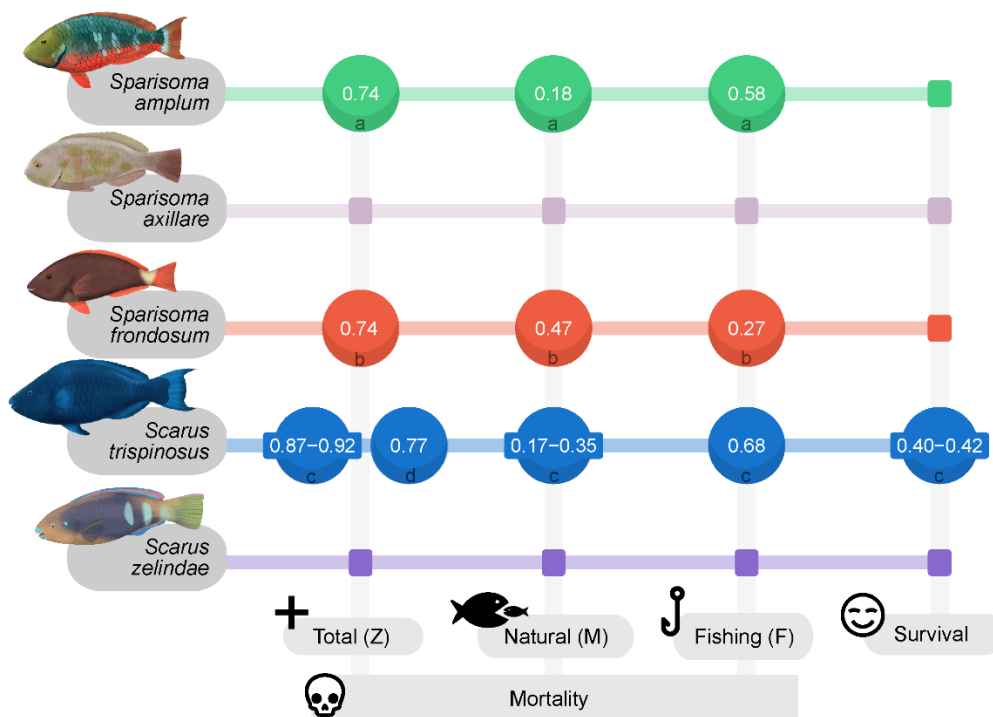 Sparisoma
amplum
0.74
a
0.18
a
0.58
a
Sparisoma
axillare
Sparisoma
frondosum
0.74
b
0.47
b
0.27
b
Scarus
trispinosus
0.87−0.92
c
0.77
d
0.17−0.35
c
0.68
c
0.40−0.42
c
Scarus
zelindae
Total (Z)
Natural (M)
Fishing (F)
Survival
Mortality